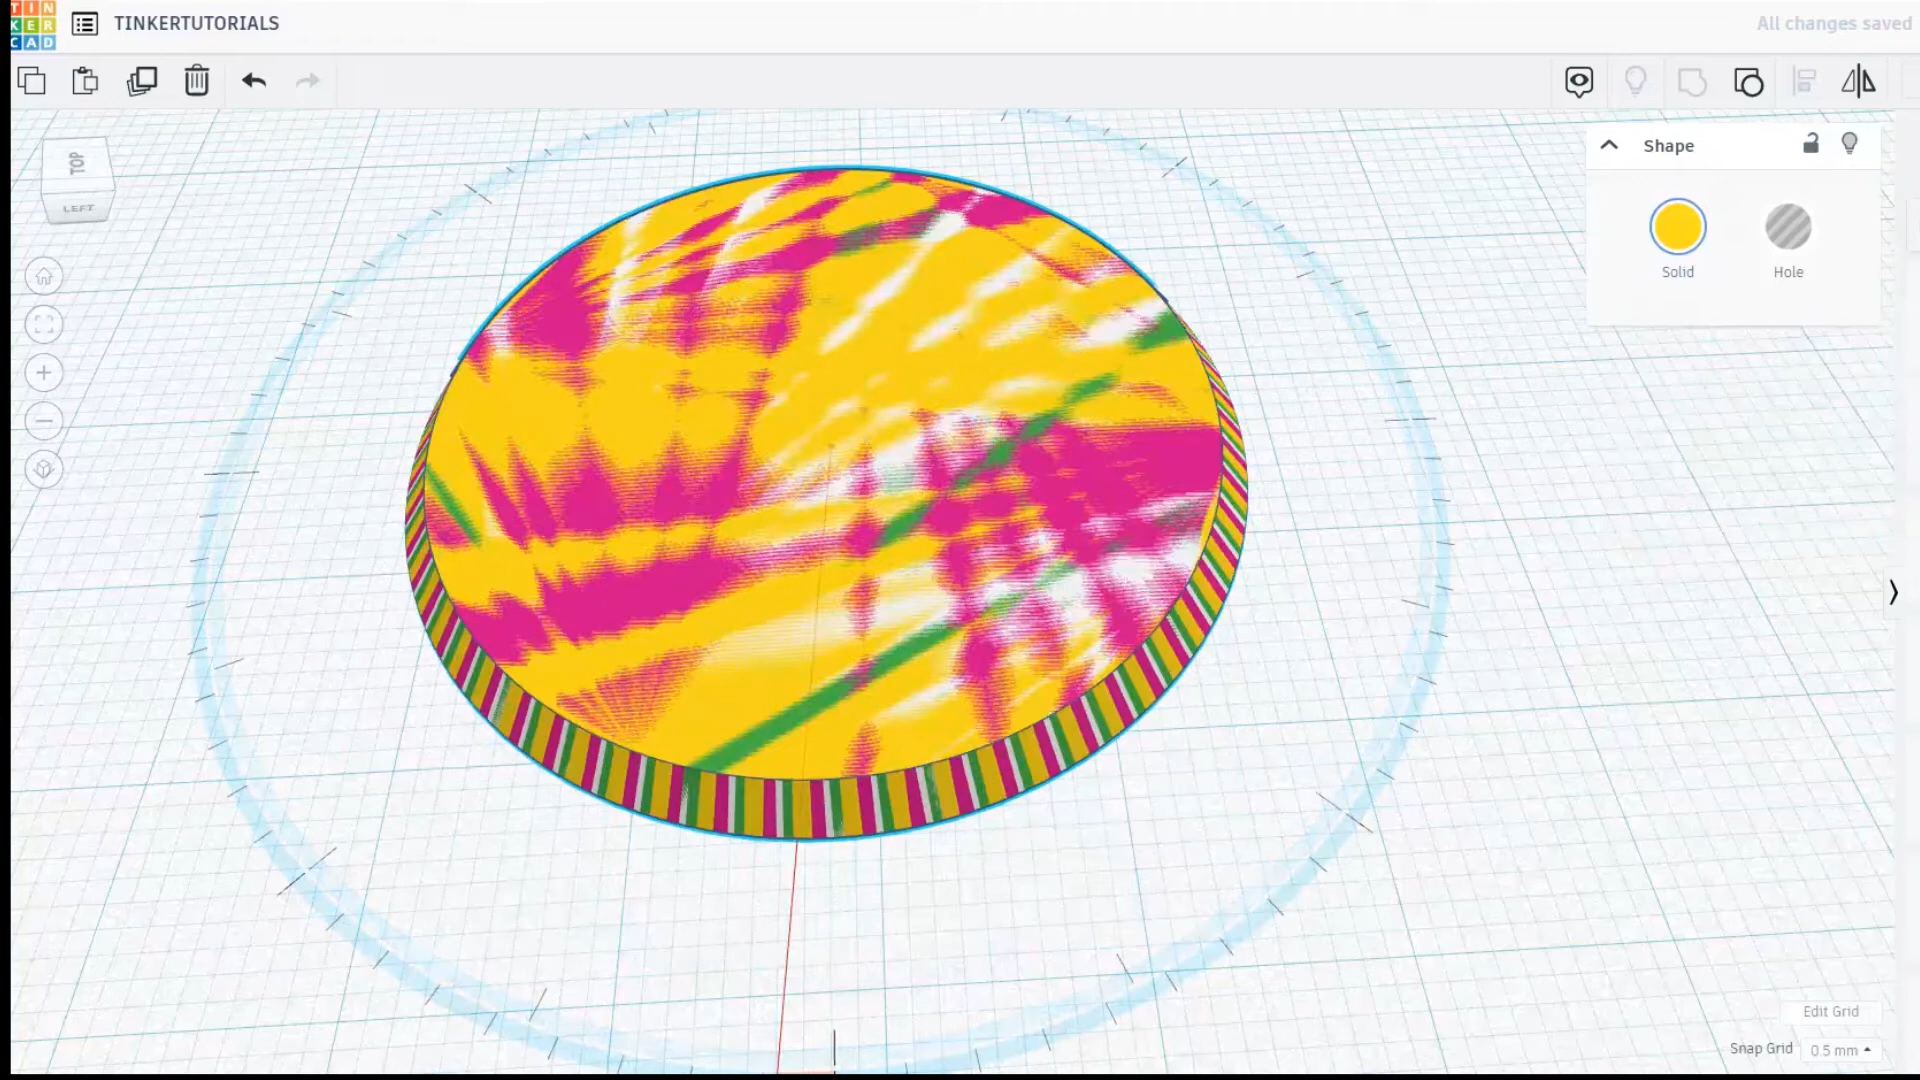 TIN
KER
CAD
TINKERTUTORIALS
All changes saved
TOP
LEFT
Shape
Solid
Hole
Edit Grid
Snap Grid
0.5 mm